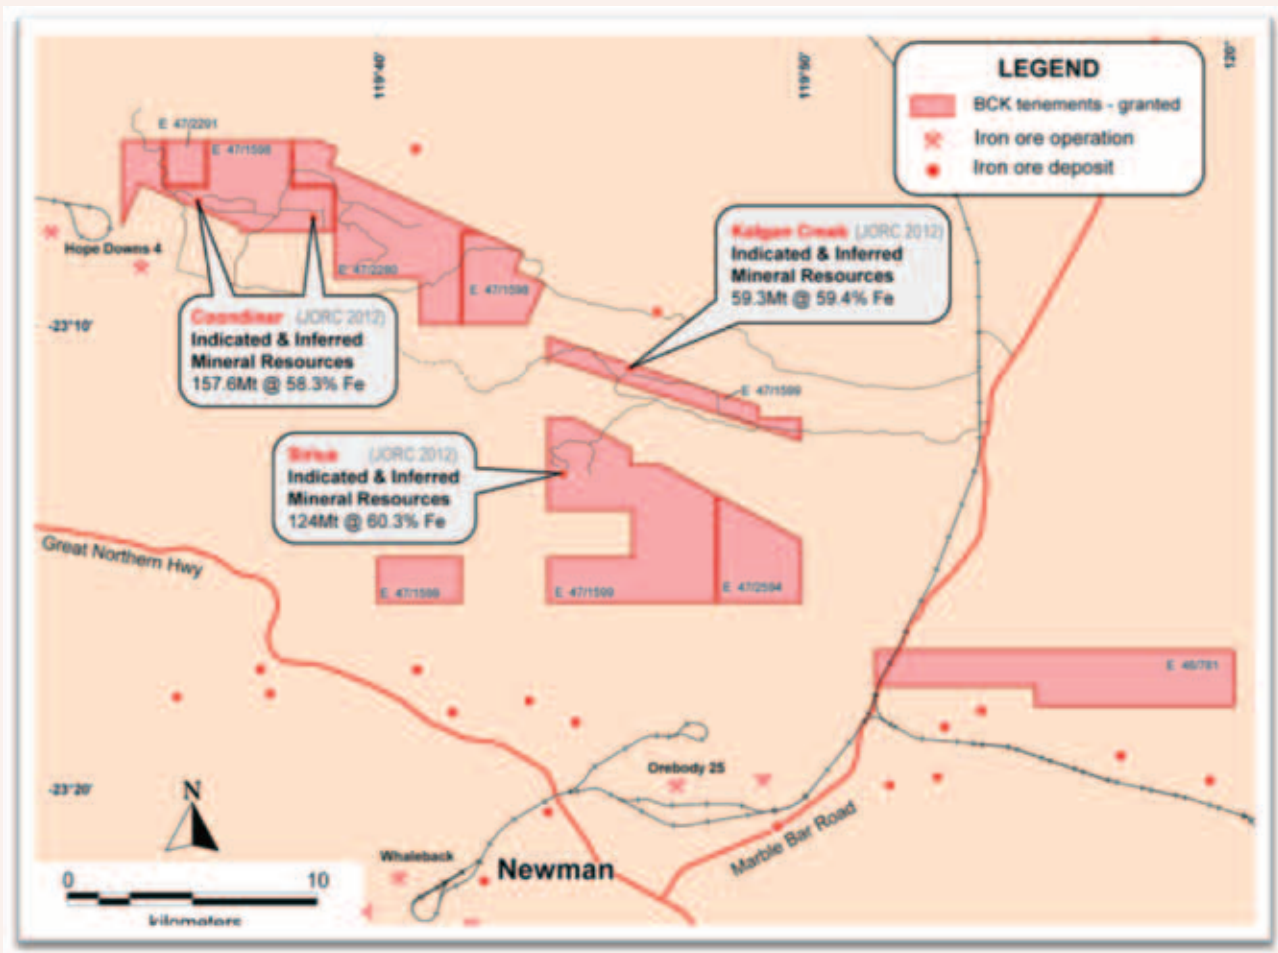 119°40'
119°50'
120°
LEGEND
BCK tenements - granted
Iron ore operation
Iron ore deposit
E 47/2291
E 47/1598
Hope Downs 4
E 47/2280
E 47/1598
-23°10'
Coondiner (JORC 2012)
Indicated & Inferred
Mineral Resources
157.6Mt @ 58.3% Fe
Kalgan Creek (JORC 2012)
Indicated & Inferred
Mineral Resources
59.3Mt @ 59.4% Fe
E 47/1599
Sirius (JORC 2012)
Indicated & Inferred
Mineral Resources
124Mt @ 60.3% Fe
Great Northern Hwy
E 47/1599
E 47/1599
E 47/2594
E 46/781
-23°20'
N
Orebody 25
Marble Bar Road
Whaleback
Newman
0 10
kilometers